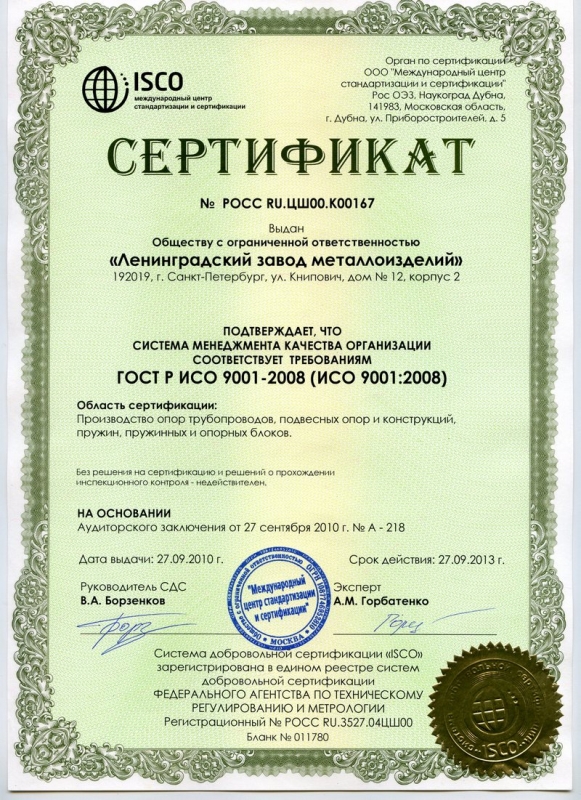 ISCO
международный центр
стандартизации и сертификации
Орган по сертификации
ООО "Международный центр
стандартизации и сертификации"
Рос ОЭЗ, Наукоград Дубна,
141983, Московская область,
г. Дубна, ул. Приборостроителей, д. 5
СЕРТИФИКАТ
№ РОСС RU.ЦШ00.К00167
Выдан
Обществу с ограниченной ответственностью
«Ленинградский завод металлоизделий»
192019, г. Санкт-Петербург, ул. Книпович, дом № 12, корпус 2
ПОДТВЕРЖДАЕТ, ЧТО
СИСТЕМА МЕНЕДЖМЕНТА КАЧЕСТВА ОРГАНИЗАЦИИ
СООТВЕТСТВУЕТ ТРЕБОВАНИЯМ
ГОСТ Р ИСО 9001-2008 (ИСО 9001:2008)
Область сертификации:
Производство опор трубопроводов, подвесных опор и конструкций,
пружин, пружинных и опорных блоков.
Без решения на сертификацию и решений о прохождении
инспекционного контроля - недействителен.
НА ОСНОВАНИИ
Аудиторского заключения от 27 сентября 2010 г. № А - 218
Дата выдачи: 27.09.2010 г.
Срок действия: 27.09.2013 г.
Руководитель СДС
В.А. Борзенков
Эксперт
А.М. Горбатенко
Общество с ограниченной ответственностью
"Международный
центр стандартизации
и сертификации"
МОСКВА
Система добровольной сертификации «ISCO»
зарегистрирована в едином реестре систем
добровольной сертификации
ФЕДЕРАЛЬНОГО АГЕНТСТВА ПО ТЕХНИЧЕСКОМУ
РЕГУЛИРОВАНИЮ И МЕТРОЛОГИИ
Регистрационный № РОСС RU.3527.04ЦШ00
Бланк № 011780
ISCO